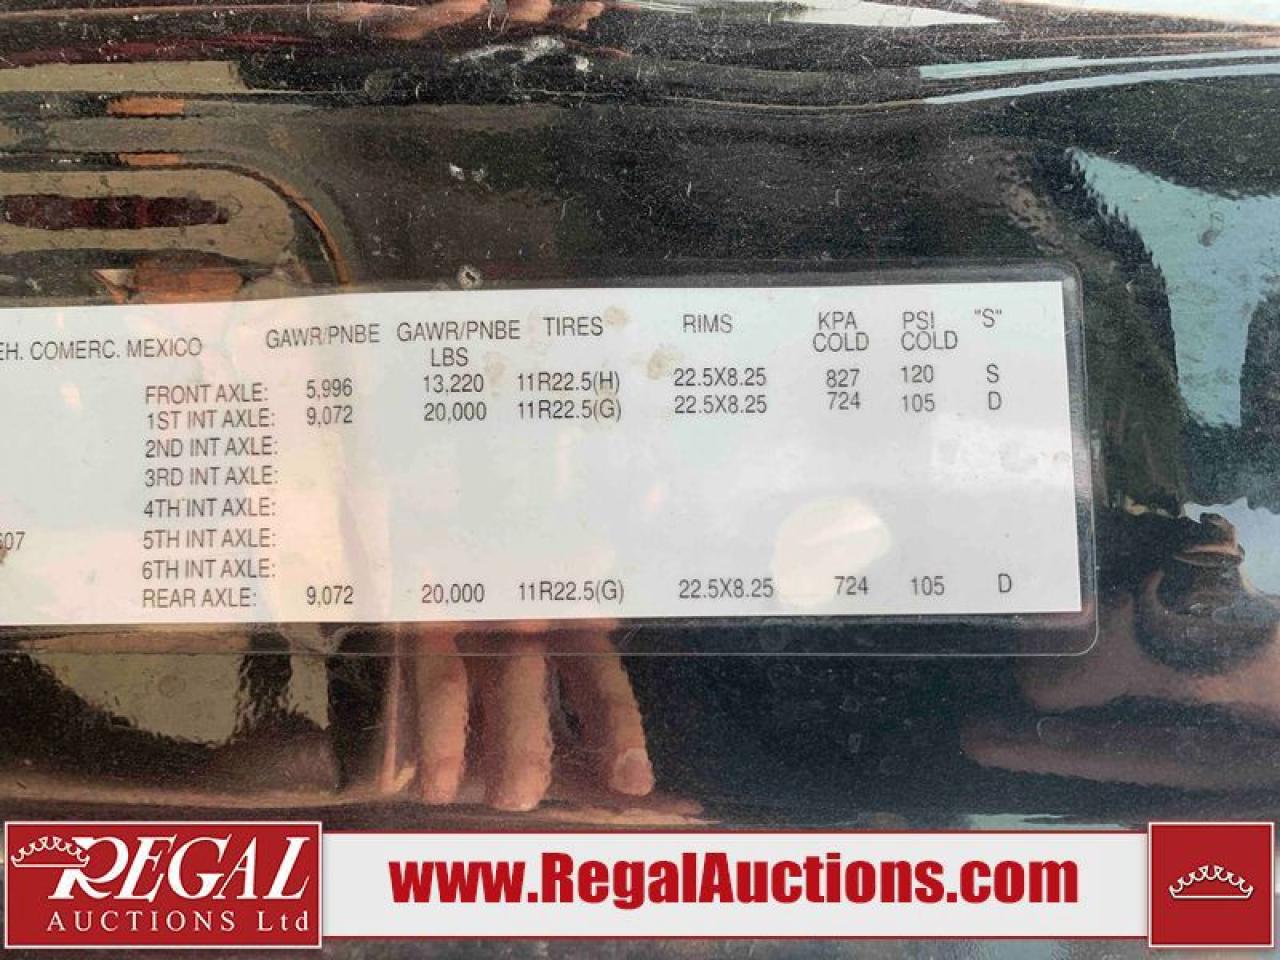 EH. COMERC. MEXICO GAWR/PNBE GAWR/PNBE LBS TIRES RIMS KPA COLD PSI COLD "S"
FRONT AXLE: 5,996 13,220 11R22.5(H) 22.5X8.25 827 120 S
1ST INT AXLE: 9,072 20,000 11R22.5(G) 22.5X8.25 724 105 D
2ND INT AXLE:
3RD INT AXLE:
4TH INT AXLE:
607 5TH INT AXLE:
6TH INT AXLE:
REAR AXLE: 9,072 20,000 11R22.5(G) 22.5X8.25 724 105 D
REGAL
AUCTIONS Ltd
www.RegalAuctions.com